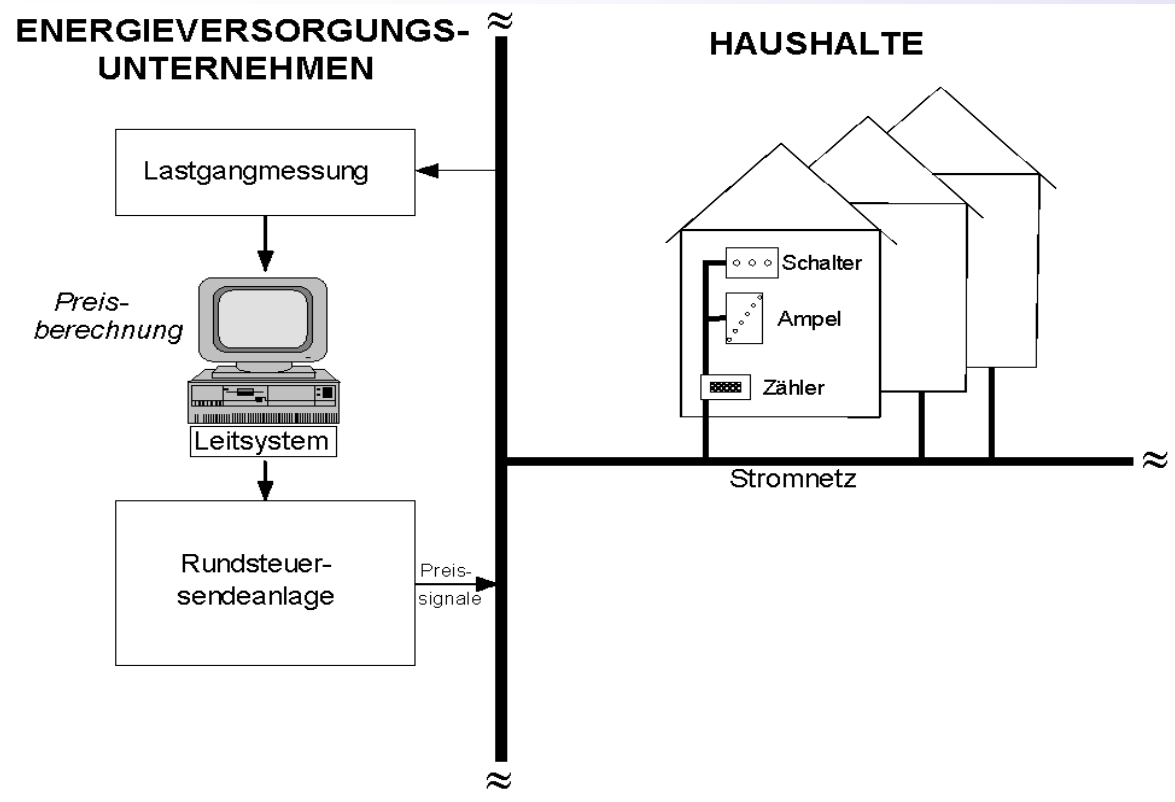 ENERGIEVERSORGUNGS-
UNTERNEHMEN
Lastgangmessung
Preis-
berechnung
Leitsystem
Rundsteuer-
sendeanlage
Preis-
signale
HAUSHALTE
Schalter
Ampel
Zähler
Stromnetz